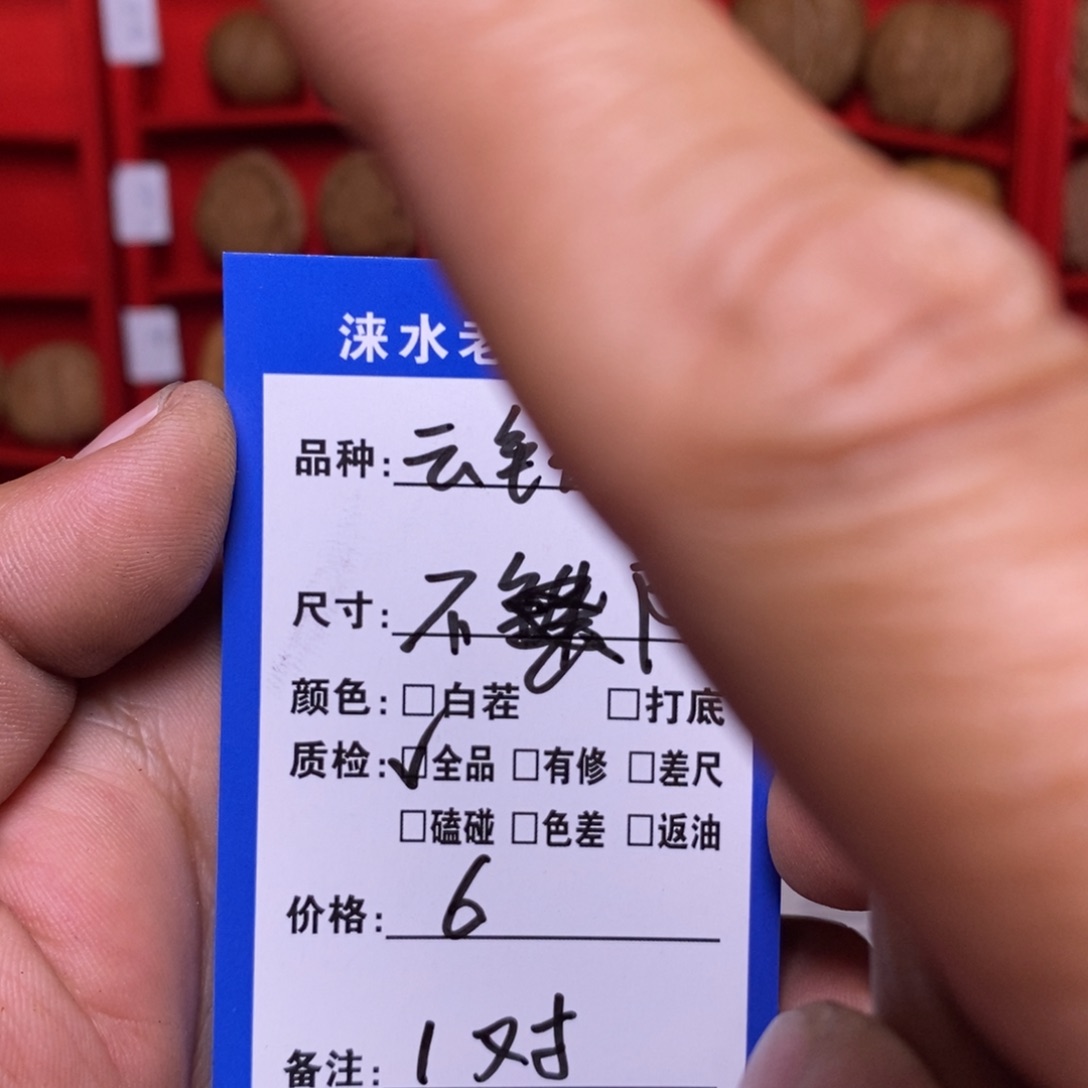 涞水
品种: 云
尺寸: 不
颜色: □白茬 □打底
质检: ☑全品 □有修 □差尺
□磕碰 □色差 □返油
价格: 6
备注: 1对